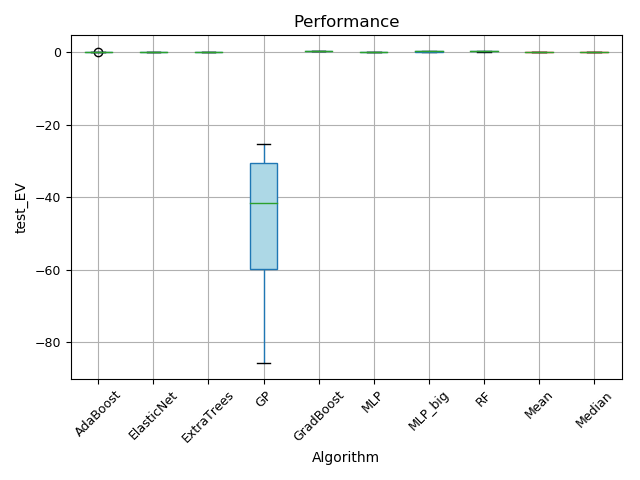 Performance
0
−20
−40
−60
−80
test_EV
AdaBoost
ElasticNet
ExtraTrees
GP
GradBoost
MLP
MLP_big
RF
Mean
Median
Algorithm